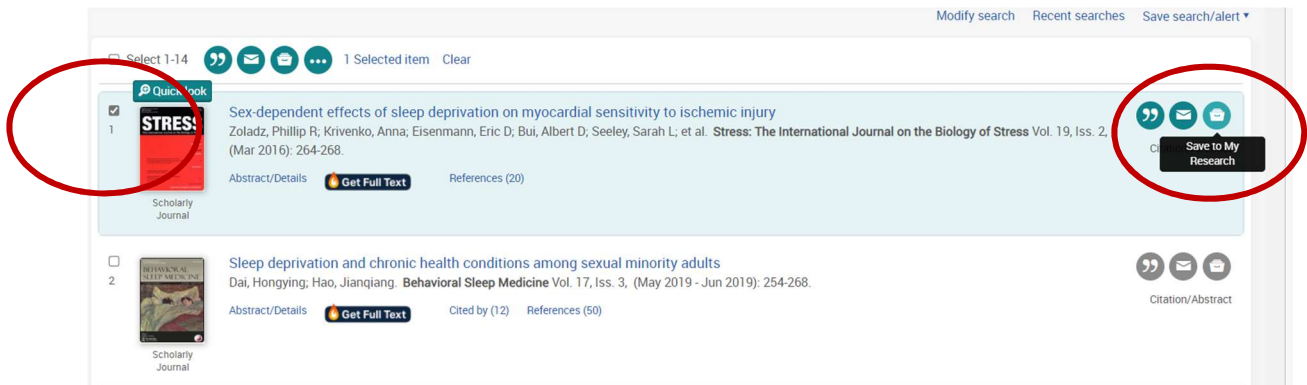 Modify search Recent searches Save search/alert ▾
Select 1-14 1 Selected item Clear
Quick look
1
STRESS
Sex-dependent effects of sleep deprivation on myocardial sensitivity to ischemic injury
Zoladz, Phillip R; Krivenko, Anna; Eisenmann, Eric D; Bui, Albert D; Seeley, Sarah L; et al. Stress: The International Journal on the Biology of Stress Vol. 19, Iss. 2,
(Mar 2016): 264-268.
Save to My
Research
Abstract/Details Get Full Text References (20)
Scholarly
Journal
2
BEHAVIORAL
SLEEP MEDICINE
Sleep deprivation and chronic health conditions among sexual minority adults
Dai, Hongying; Hao, Jianqiang. Behavioral Sleep Medicine Vol. 17, Iss. 3, (May 2019 - Jun 2019): 254-268.
Abstract/Details Get Full Text Cited by (12) References (50)
Citation/Abstract
Scholarly
Journal